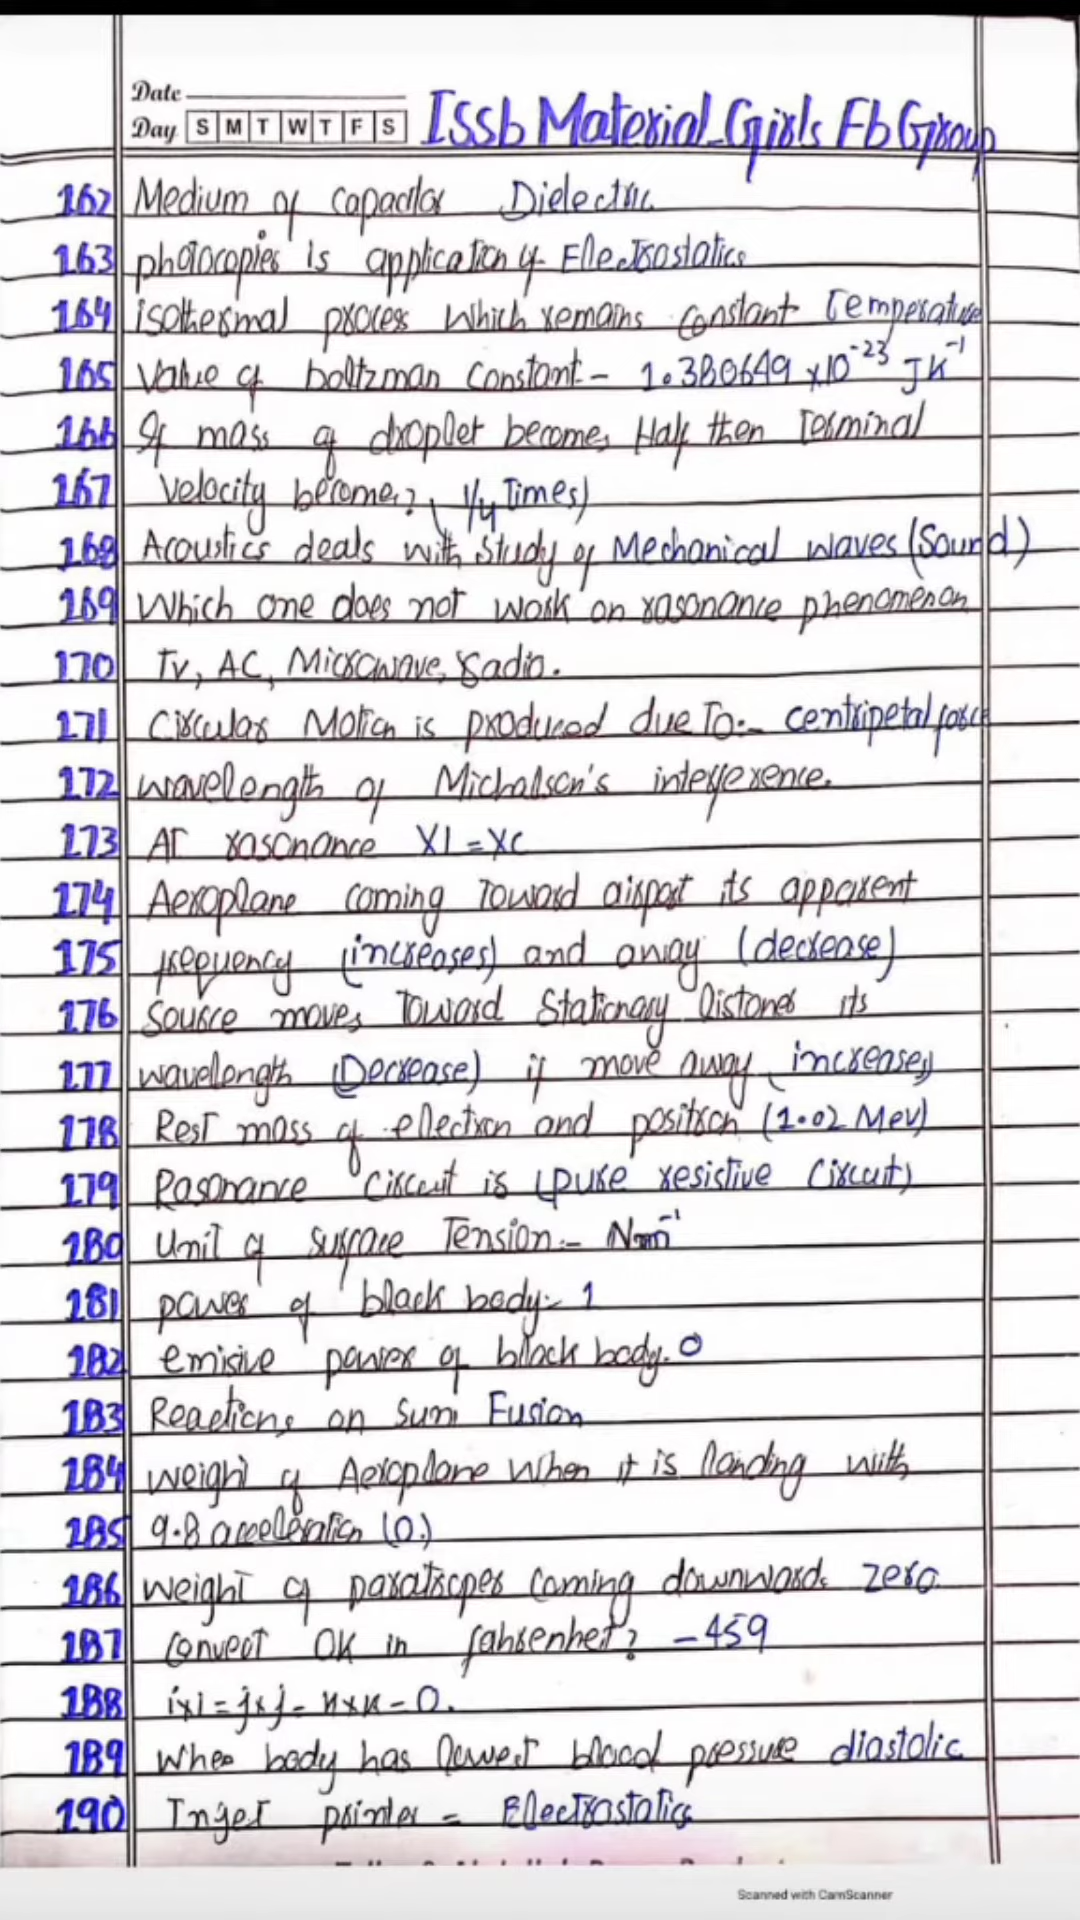 Date
Day S M T W T F S Issb Material Girls Fb Group
162 Medium of capacitor Dielectric
163 photocopies is application of Electrostatics
164 isothermal process which remains constant Temperature
165 Value of boltzman constant - 1.380649 x10⁻²³ JK⁻¹
166 If mass of droplet becomes Half then Terminal
167 Velocity become? (1/4 Times)
168 Acoustics deals with study of Mechanical waves (Sound)
169 Which one does not work on rasonance phenomenon
170 Tv, AC, Microwave, Radio.
171 Circular Motion is produced due To:- centripetal force
172 wavelength of Michalson's interference.
173 AT rasonance Xl = Xc
174 Aeroplane coming Toward airport its apparent
175 frequency (increases) and away (decrease)
176 Source moves Toward Stationary listoner its
177 wavelength (Decrease) if move away (increases)
178 Rest mass of electron and positron (1.02 Mev)
179 Rasonance circuit is (pure resistive circuit)
180 Unit of surface Tension:- Nm⁻¹
181 power of black body:- 1
182 emisive power of black body. 0
183 Reactions on Sun Fusion
184 weight of Aeroplane when it is landing with
185 9.8 acceleration (0.)
186 weight of paratroper coming downward. zero.
187 Convert 0K in fahrenheit? -459
188 ixi = jxj = kxk = 0.
189 When body has lowest blood pressure diastolic
190 Injet printer = Electrostatics
Scanned with CamScanner